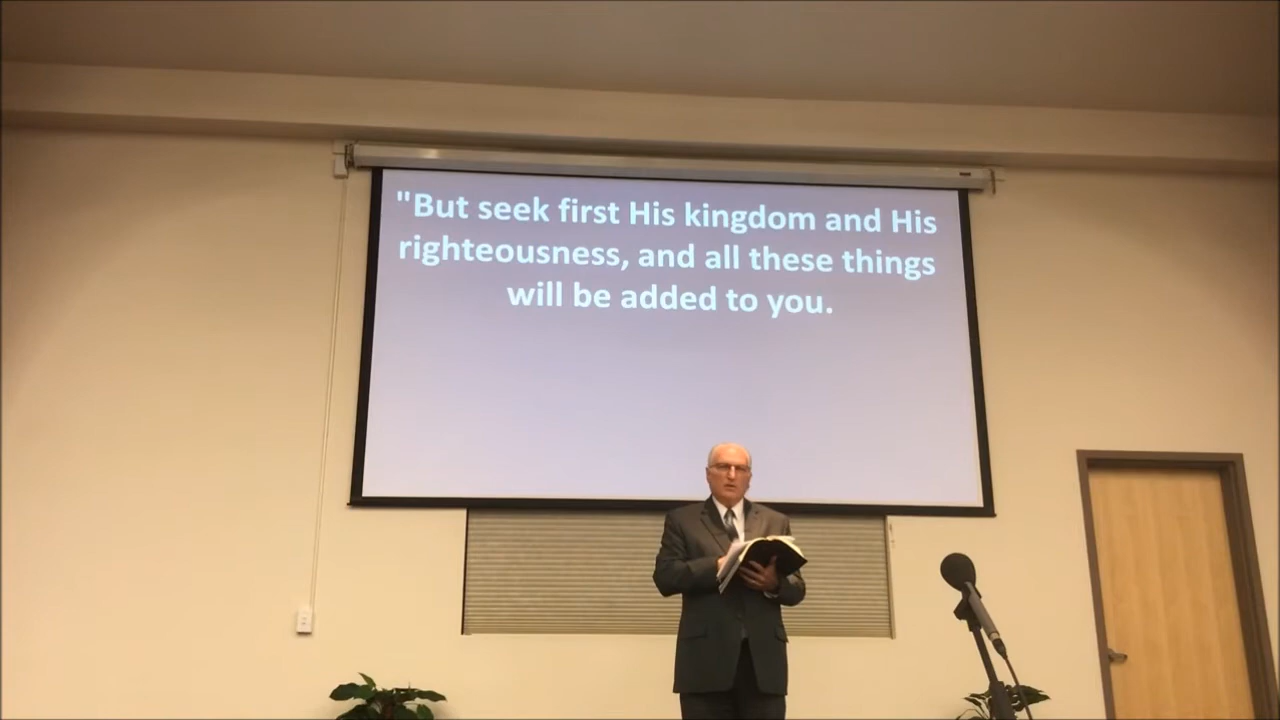 "But seek first His kingdom and His
righteousness, and all these things
will be added to you.